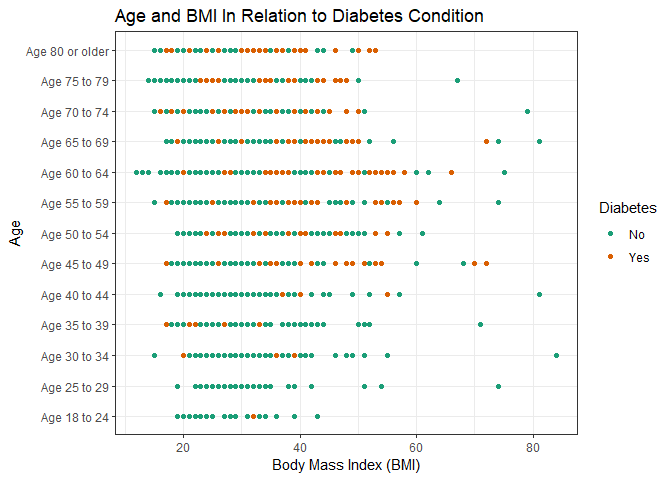 Age and BMI In Relation to Diabetes Condition
Age 80 or older
Age 75 to 79
Age 70 to 74
Age 65 to 69
Age 60 to 64
Age 55 to 59
Age 50 to 54
Age 45 to 49
Age 40 to 44
Age 35 to 39
Age 30 to 34
Age 25 to 29
Age 18 to 24
Age
20 40 60 80
Body Mass Index (BMI)
Diabetes
No
Yes